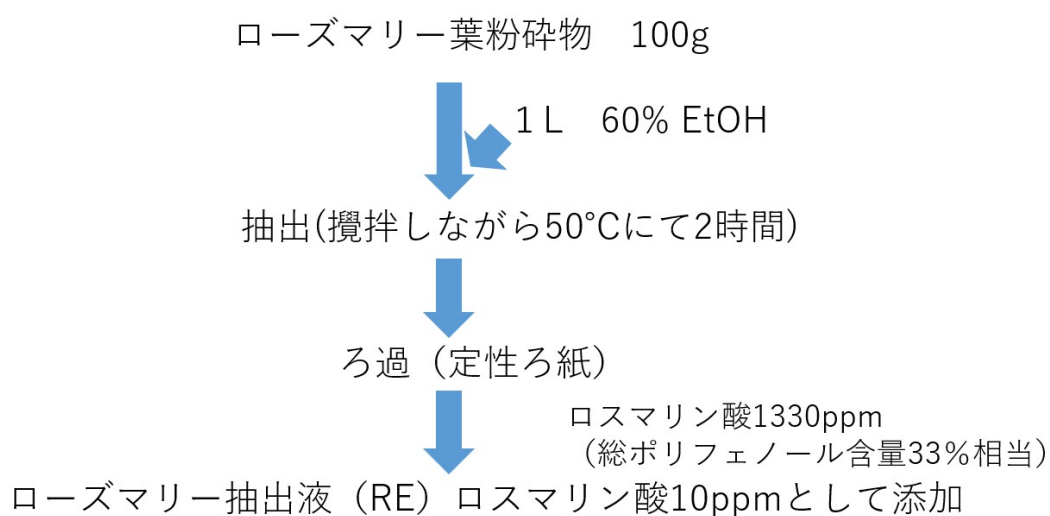 ローズマリー葉粉砕物　100g
1 L　60% EtOH
抽出(攪拌しながら50°Cにて2時間)
ろ過（定性ろ紙）
ロスマリン酸1330ppm
（総ポリフェノール含量33％相当）
ローズマリー抽出液（RE）ロスマリン酸10ppmとして添加